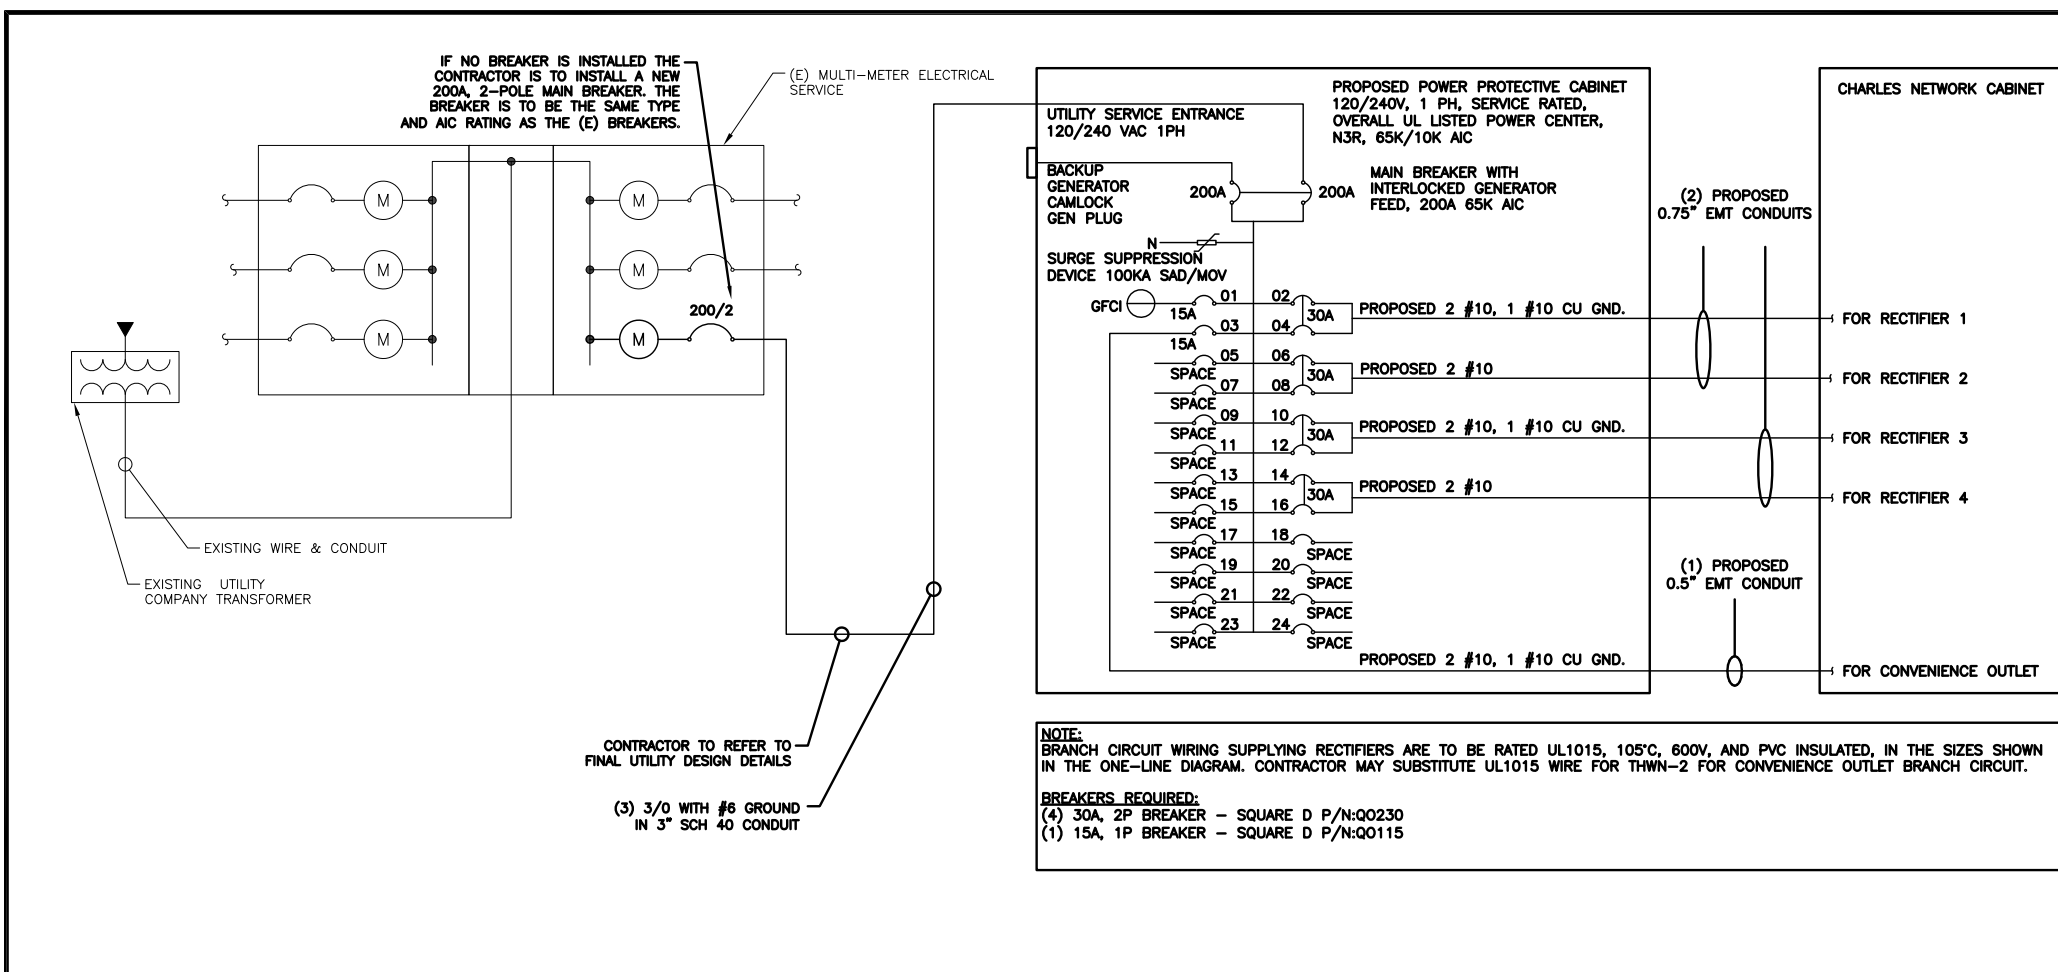 IF NO BREAKER IS INSTALLED THE
CONTRACTOR IS TO INSTALL A NEW
200A, 2-POLE MAIN BREAKER. THE
BREAKER IS TO BE THE SAME TYPE
AND AIC RATING AS THE (E) BREAKERS.
(E) MULTI-METER ELECTRICAL
SERVICE
M
M
M
M
M
M
200/2
EXISTING WIRE & CONDUIT
EXISTING UTILITY
COMPANY TRANSFORMER
CONTRACTOR TO REFER TO
FINAL UTILITY DESIGN DETAILS
(3) 3/0 WITH #6 GROUND
IN 3" SCH 40 CONDUIT
UTILITY SERVICE ENTRANCE
120/240 VAC 1PH
PROPOSED POWER PROTECTIVE CABINET
120/240V, 1 PH, SERVICE RATED,
OVERALL UL LISTED POWER CENTER,
N3R, 65K/10K AIC
BACKUP
GENERATOR
CAMLOCK
GEN PLUG
200A
200A
MAIN BREAKER WITH
INTERLOCKED GENERATOR
FEED, 200A 65K AIC
N
SURGE SUPPRESSION
DEVICE 100KA SAD/MOV
GFCI
01 02
15A 30A
03 04
15A
05 06
SPACE 30A
07 08
SPACE
09 10
SPACE 30A
11 12
SPACE
13 14
SPACE 30A
15 16
SPACE
17 18
SPACE SPACE
19 20
SPACE SPACE
21 22
SPACE SPACE
23 24
SPACE SPACE
PROPOSED 2 #10, 1 #10 CU GND.
PROPOSED 2 #10
PROPOSED 2 #10, 1 #10 CU GND.
PROPOSED 2 #10
PROPOSED 2 #10, 1 #10 CU GND.
(2) PROPOSED
0.75" EMT CONDUITS
(1) PROPOSED
0.5" EMT CONDUIT
CHARLES NETWORK CABINET
FOR RECTIFIER 1
FOR RECTIFIER 2
FOR RECTIFIER 3
FOR RECTIFIER 4
FOR CONVENIENCE OUTLET
NOTE:
BRANCH CIRCUIT WIRING SUPPLYING RECTIFIERS ARE TO BE RATED UL1015, 105°C, 600V, AND PVC INSULATED, IN THE SIZES SHOWN
IN THE ONE-LINE DIAGRAM. CONTRACTOR MAY SUBSTITUTE UL1015 WIRE FOR THWN-2 FOR CONVENIENCE OUTLET BRANCH CIRCUIT.
BREAKERS REQUIRED:
(4) 30A, 2P BREAKER - SQUARE D P/N:QO230
(1) 15A, 1P BREAKER - SQUARE D P/N:QO115